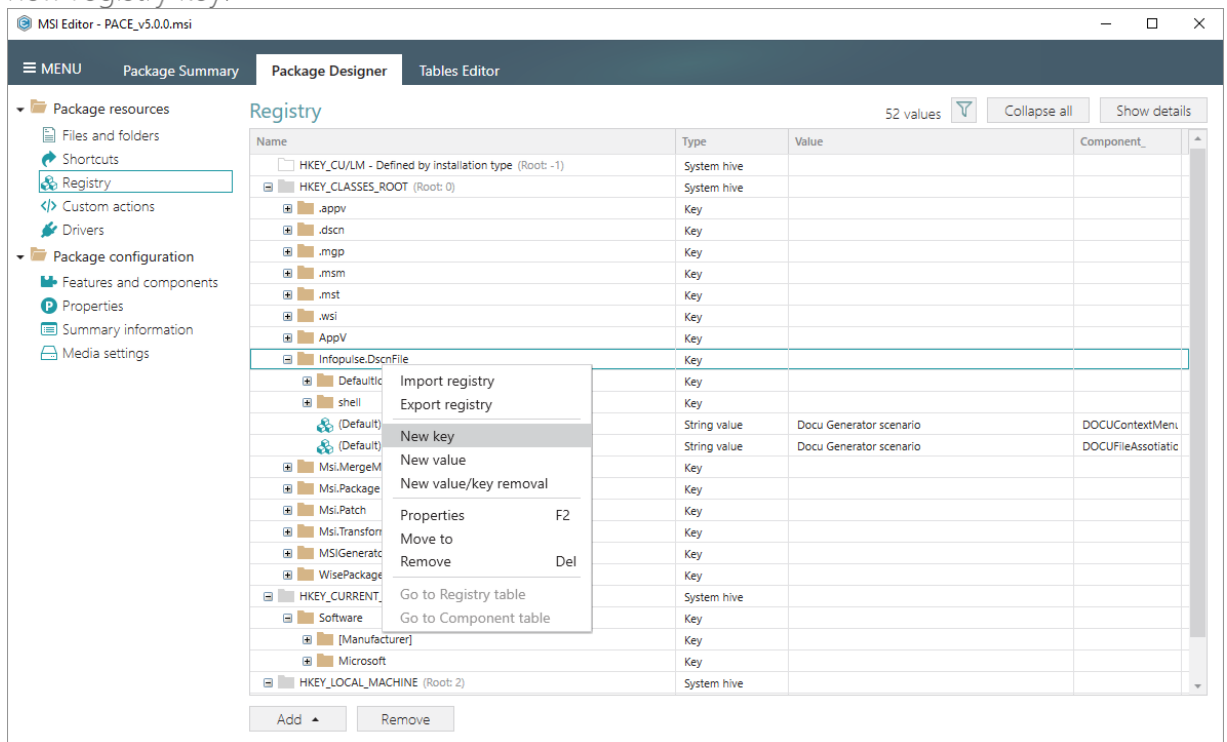 new registry key.
MSI Editor - PACE_v5.0.0.msi
MENU Package Summary Package Designer Tables Editor
Package resources
Files and folders
Shortcuts
Registry
Custom actions
Drivers
Package configuration
Features and components
Properties
Summary information
Media settings
Registry 52 values Collapse all Show details
Name Type Value Component_
HKEY_CU/LM - Defined by installation type (Root: -1) System hive
HKEY_CLASSES_ROOT (Root: 0) System hive
.appv Key
.dscn Key
.mgp Key
.msm Key
.mst Key
.wsi Key
AppV Key
Infopulse.DscnFile Key
DefaultIc Key
shell Key
(Default) String value Docu Generator scenario DOCUContextMenu
(Default) String value Docu Generator scenario DOCUFileAssotiatic
Msi.MergeM Key
Msi.Package Key
Msi.Patch Key
Msi.Transforr Key
MSIGeneratc Key
WisePackage Key
HKEY_CURRENT_ System hive
Software Key
[Manufacturer] Key
Microsoft Key
HKEY_LOCAL_MACHINE (Root: 2) System hive
Import registry
Export registry
New key
New value
New value/key removal
Properties F2
Move to
Remove Del
Go to Registry table
Go to Component table
Add Remove